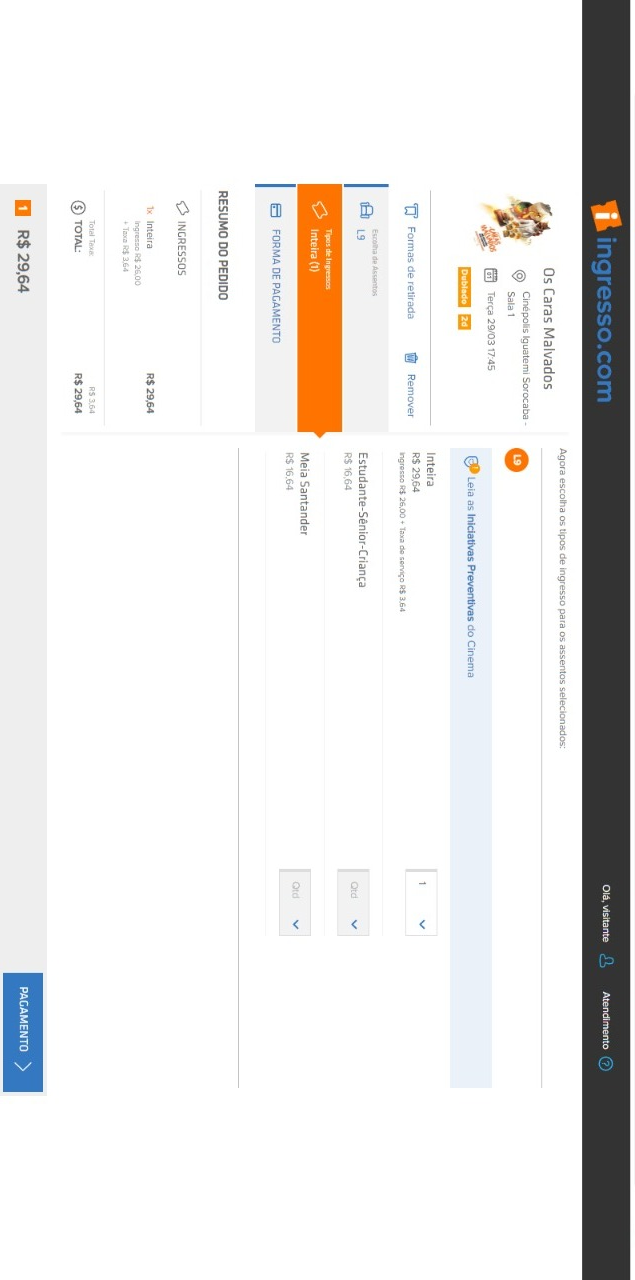 ingresso.com
Olá, visitante
Atendimento
Os Caras Malvados
Cinépolis Iguatemi Sorocaba -
Sala 1
Terça 29/03 17:45
Dublado 2d
Formas de retirada
Remover
Escolha de Assentos
L9
Tipos de Ingressos
Inteira (1)
FORMA DE PAGAMENTO
RESUMO DO PEDIDO
INGRESSOS
1x Inteira R$ 29,64
Ingresso R$ 26,00
+ Taxa R$ 3,64
Total Taxa: R$ 3,64
TOTAL: R$ 29,64
Agora escolha os tipos de ingresso para os assentos selecionados:
L9
Leia as Iniciativas Preventivas do Cinema
Inteira
R$ 29,64
Ingresso R$ 26,00 + Taxa de serviço R$ 3,64
1
Estudante-Sênior-Criança
R$ 16,64
Qtd
Meia Santander
R$ 16,64
Qtd
1 R$ 29,64
PAGAMENTO